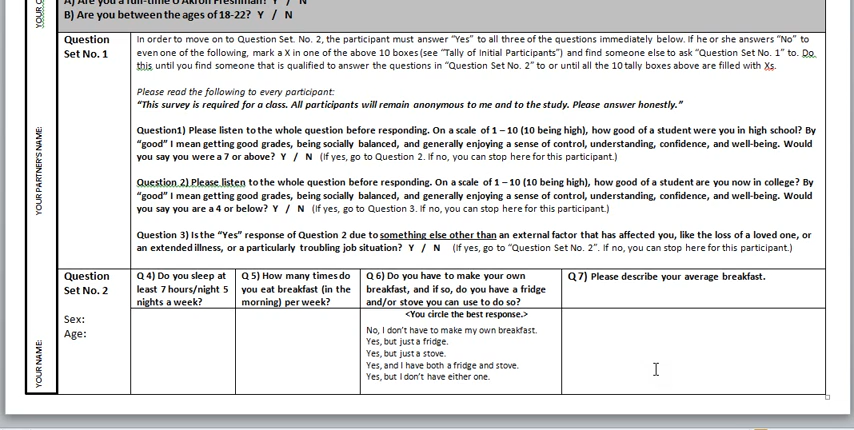 A) Are you a full-time U Akron Freshman? Y / N
B) Are you between the ages of 18-22? Y / N
Question
Set No. 1
In order to move on to Question Set. No. 2, the participant must answer "Yes" to all three of the questions immediately below. If he or she answers "No" to
even one of the following, mark a X in one of the above 10 boxes (see "Tally of Initial Participants") and find someone else to ask "Question Set No. 1" to. Do
this until you find someone that is qualified to answer the questions in "Question Set No. 2" to or until all the 10 tally boxes above are filled with Xs.
Please read the following to every participant:
"This survey is required for a class. All participants will remain anonymous to me and to the study. Please answer honestly."
Question1) Please listen to the whole question before responding. On a scale of 1 – 10 (10 being high), how good of a student were you in high school? By
"good" I mean getting good grades, being socially balanced, and generally enjoying a sense of control, understanding, confidence, and well-being. Would
you say you were a 7 or above? Y / N (If yes, go to Question 2. If no, you can stop here for this participant.)
Question 2) Please listen to the whole question before responding. On a scale of 1 – 10 (10 being high), how good of a student are you now in college? By
"good" I mean getting good grades, being socially balanced, and generally enjoying a sense of control, understanding, confidence, and well-being. Would
you say you are a 4 or below? Y / N (If yes, go to Question 3. If no, you can stop here for this participant.)
Question 3) Is the "Yes" response of Question 2 due to something else other than an external factor that has affected you, like the loss of a loved one, or
an extended illness, or a particularly troubling job situation? Y / N (If yes, go to "Question Set No. 2". If no, you can stop here for this participant.)
YOUR PARTNER'S NAME:
Question
Set No. 2
Sex:
Age:
Q 4) Do you sleep at
least 7 hours/night 5
nights a week?
Q 5) How many times do
you eat breakfast (in the
morning) per week?
Q 6) Do you have to make your own
breakfast, and if so, do you have a fridge
and/or stove you can use to do so?
<You circle the best response.>
No, I don't have to make my own breakfast.
Yes, but just a fridge.
Yes, but just a stove.
Yes, and I have both a fridge and stove.
Yes, but I don't have either one.
Q 7) Please describe your average breakfast.
YOUR NAME: